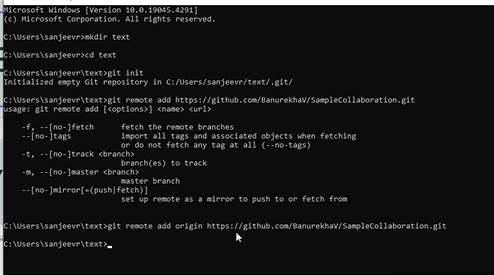 Microsoft Windows [Version 10.0.19045.4291]
(c) Microsoft Corporation. All rights reserved.
C:\Users\sanjeevr>mkdir text
C:\Users\sanjeevr>cd text
C:\Users\sanjeevr\text>git init
Initialized empty Git repository in C:/Users/sanjeevr/text/.git/
C:\Users\sanjeevr\text>git remote add https://github.com/BanurekhaV/SampleCollaboration.git
usage: git remote add [<options>] <name> <url>
-f, --[no-]fetch fetch the remote branches
--[no-]tags import all tags and associated objects when fetching
or do not fetch any tag at all (--no-tags)
-t, --[no-]track <branch>
branch(es) to track
-m, --[no-]master <branch>
master branch
--[no-]mirror[=(push|fetch)]
set up remote as a mirror to push to or fetch from
C:\Users\sanjeevr\text>git remote add origin https://github.com/BanurekhaV/SampleCollaboration.git
C:\Users\sanjeevr\text>